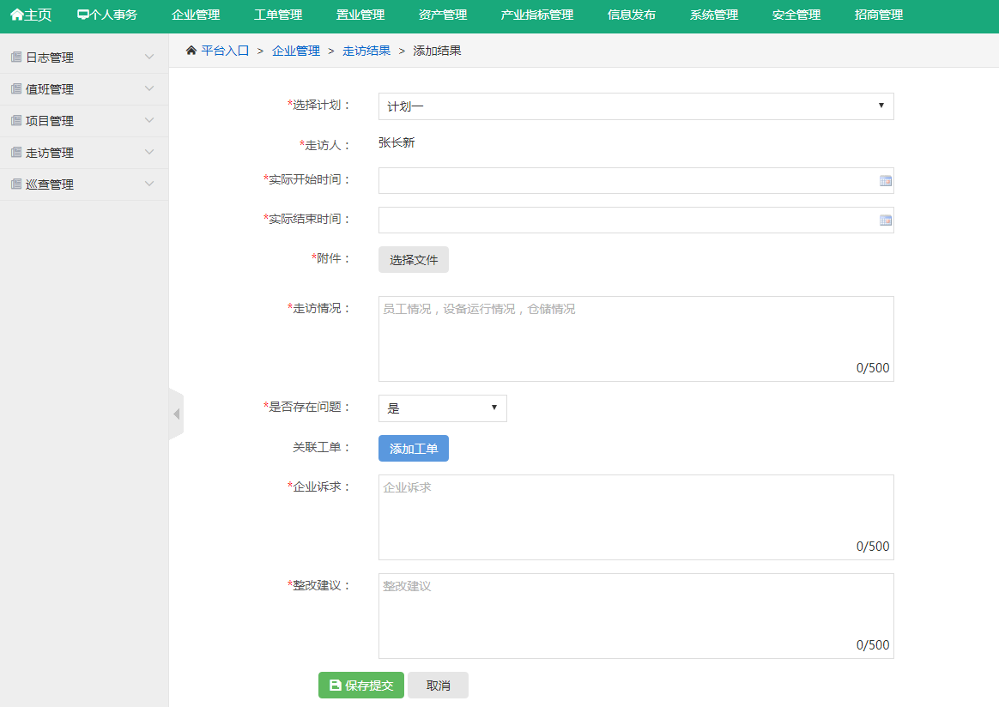 主页 个人事务 企业管理 工单管理 置业管理 资产管理 产业指标管理 信息发布 系统管理 安全管理 招商管理
日志管理
值班管理
项目管理
走访管理
巡查管理
平台入口 > 企业管理 > 走访结果 > 添加结果
*选择计划： 计划一
*走访人： 张长新
*实际开始时间：
*实际结束时间：
*附件： 选择文件
*走访情况： 员工情况，设备运行情况，仓储情况
0/500
*是否存在问题： 是
关联工单： 添加工单
*企业诉求： 企业诉求
0/500
*整改建议： 整改建议
0/500
保存提交 取消